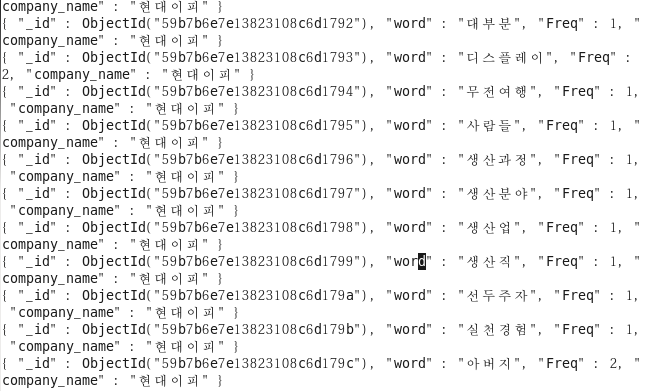 company_name" : "현대이피" }
{ "_id" : ObjectId("59b7b6e7e13823108c6d1792"), "word" : "대부분", "Freq" : 1, "
company_name" : "현대이피" }
{ "_id" : ObjectId("59b7b6e7e13823108c6d1793"), "word" : "디스플레이", "Freq" :
2, "company_name" : "현대이피" }
{ "_id" : ObjectId("59b7b6e7e13823108c6d1794"), "word" : "무전여행", "Freq" : 1,
"company_name" : "현대이피" }
{ "_id" : ObjectId("59b7b6e7e13823108c6d1795"), "word" : "사람들", "Freq" : 1, "
company_name" : "현대이피" }
{ "_id" : ObjectId("59b7b6e7e13823108c6d1796"), "word" : "생산과정", "Freq" : 1,
"company_name" : "현대이피" }
{ "_id" : ObjectId("59b7b6e7e13823108c6d1797"), "word" : "생산분야", "Freq" : 1,
"company_name" : "현대이피" }
{ "_id" : ObjectId("59b7b6e7e13823108c6d1798"), "word" : "생산업", "Freq" : 1, "
company_name" : "현대이피" }
{ "_id" : ObjectId("59b7b6e7e13823108c6d1799"), "word" : "생산직", "Freq" : 1, "
company_name" : "현대이피" }
{ "_id" : ObjectId("59b7b6e7e13823108c6d179a"), "word" : "선두주자", "Freq" : 1,
"company_name" : "현대이피" }
{ "_id" : ObjectId("59b7b6e7e13823108c6d179b"), "word" : "실천경험", "Freq" : 1,
"company_name" : "현대이피" }
{ "_id" : ObjectId("59b7b6e7e13823108c6d179c"), "word" : "아버지", "Freq" : 2, "
company_name" : "현대이피" }